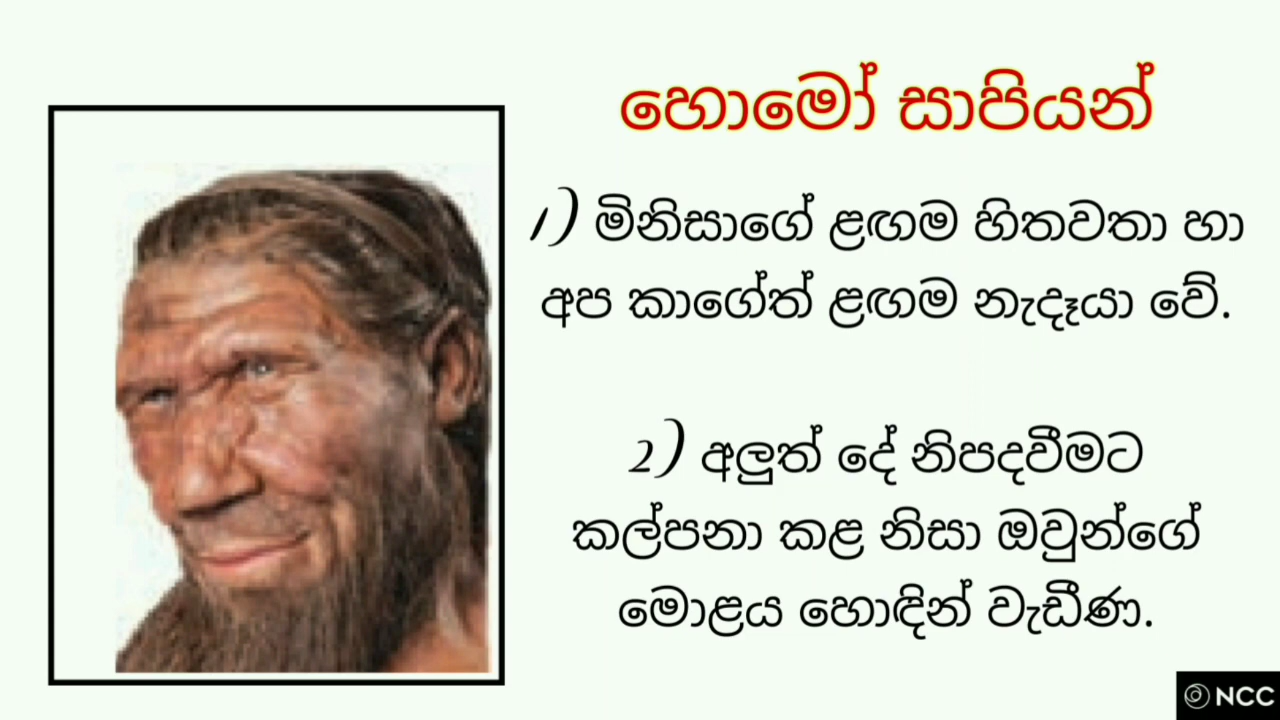 හොමෝ සාපියන්
1) මිනිසාගේ ළඟම හිතවතා හා
අප කාගේත් ළඟම නැදෑයා වේ.
2) අලුත් දේ නිපදවීමට
කල්පනා කළ නිසා ඔවුන්ගේ
මොළය හොඳින් වැඩීණ.
NCC